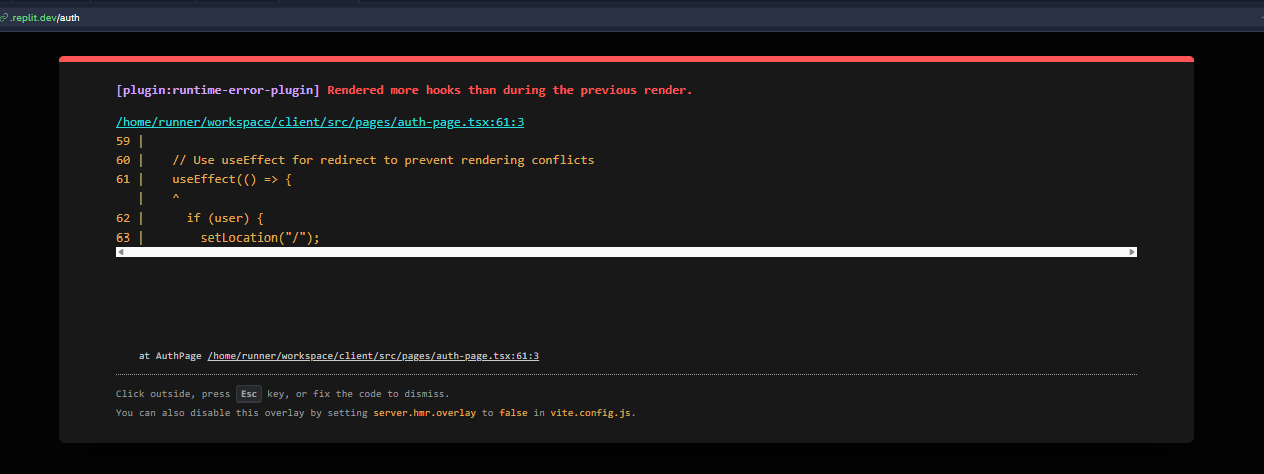 .replit.dev/auth
[plugin:runtime-error-plugin] Rendered more hooks than during the previous render.
/home/runner/workspace/client/src/pages/auth-page.tsx:61:3
59 |
60 |    // Use useEffect for redirect to prevent rendering conflicts
61 |    useEffect(() => {
   |    ^
62 |      if (user) {
63 |        setLocation("/");
at AuthPage /home/runner/workspace/client/src/pages/auth-page.tsx:61:3
Click outside, press Esc key, or fix the code to dismiss.
You can also disable this overlay by setting server.hmr.overlay to false in vite.config.js.